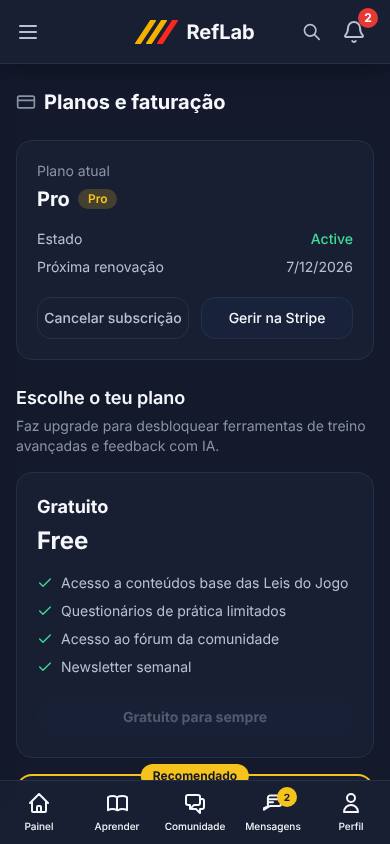 RefLab
2
Planos e faturação
Plano atual
Pro Pro
Estado Active
Próxima renovação 7/12/2026
Cancelar subscrição Gerir na Stripe
Escolhe o teu plano
Faz upgrade para desbloquear ferramentas de treino
avançadas e feedback com IA.
Gratuito
Free
Acesso a conteúdos base das Leis do Jogo
Questionários de prática limitados
Acesso ao fórum da comunidade
Newsletter semanal
Gratuito para sempre
Recomendado
2
Painel Aprender Comunidade Mensagens Perfil